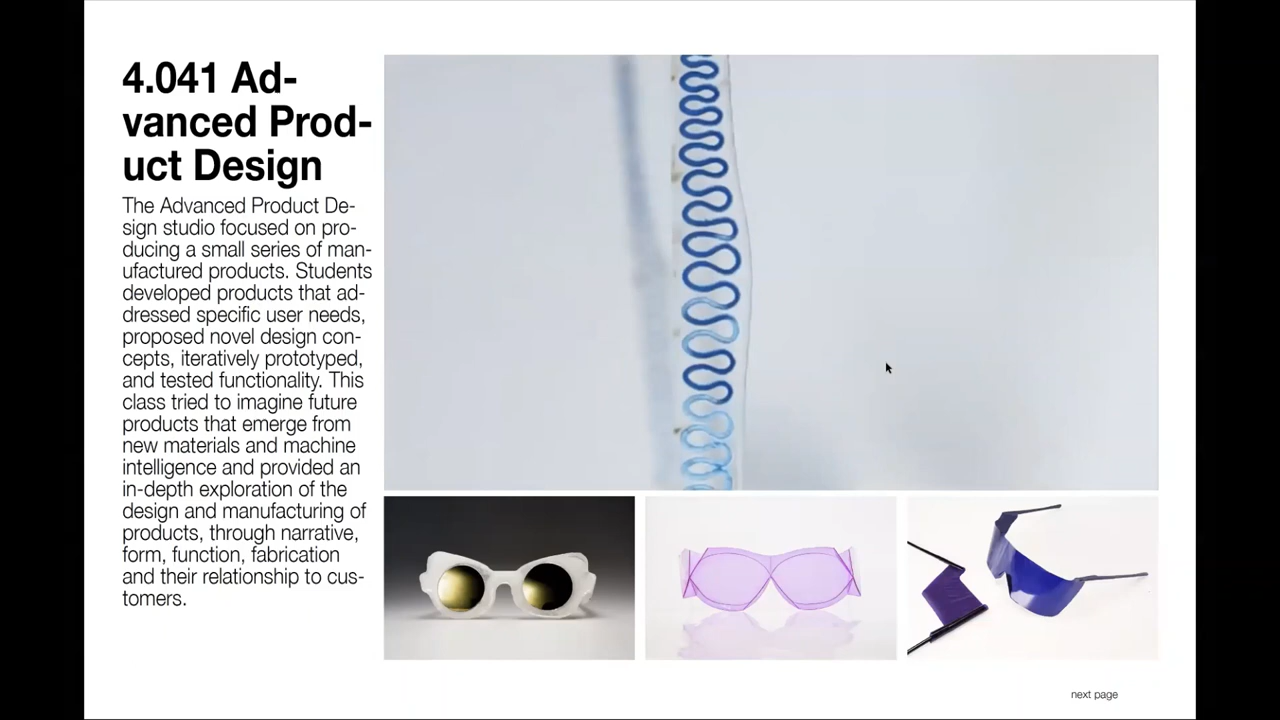 4.041 Ad-
vanced Prod-
uct Design
The Advanced Product De-
sign studio focused on pro-
ducing a small series of man-
ufactured products. Students
developed products that ad-
dressed specific user needs,
proposed novel design con-
cepts, iteratively prototyped,
and tested functionality. This
class tried to imagine future
products that emerge from
new materials and machine
intelligence and provided an
in-depth exploration of the
design and manufacturing of
products, through narrative,
form, function, fabrication
and their relationship to cus-
tomers.
next page